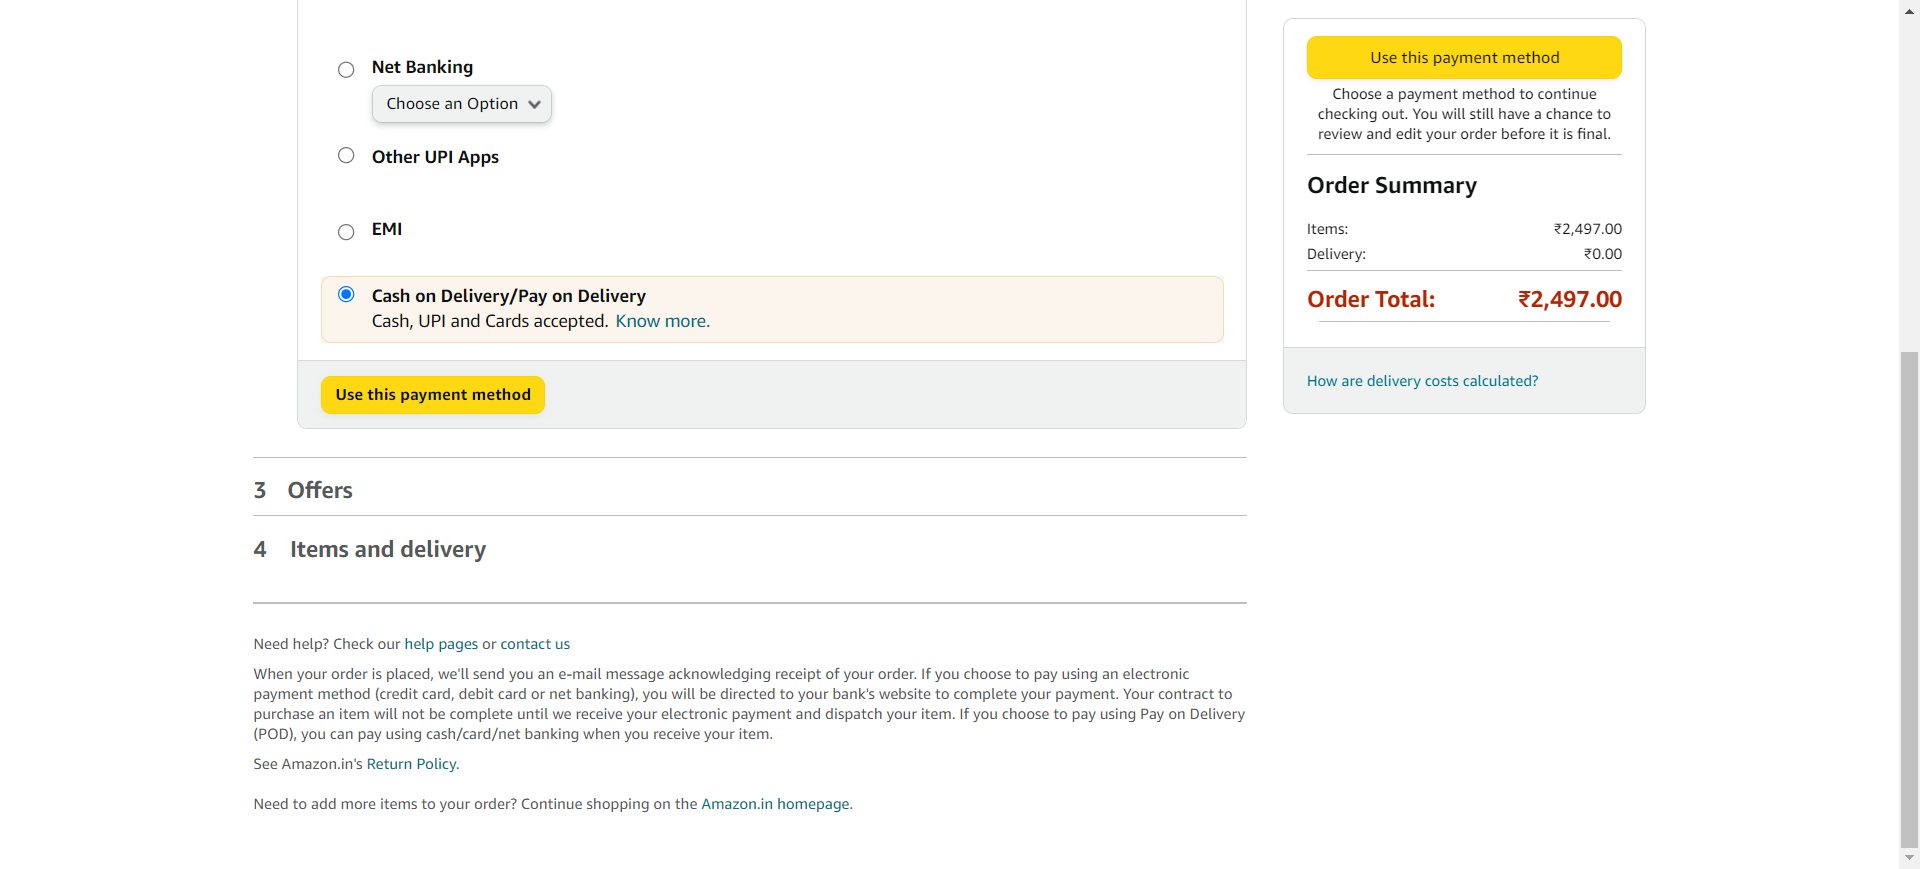 Net Banking
Choose an Option
Other UPI Apps
EMI
Cash on Delivery/Pay on Delivery
Cash, UPI and Cards accepted. Know more.
Use this payment method
3 Offers
4 Items and delivery
Need help? Check our help pages or contact us
When your order is placed, we'll send you an e-mail message acknowledging receipt of your order. If you choose to pay using an electronic
payment method (credit card, debit card or net banking), you will be directed to your bank's website to complete your payment. Your contract to
purchase an item will not be complete until we receive your electronic payment and dispatch your item. If you choose to pay using Pay on Delivery
(POD), you can pay using cash/card/net banking when you receive your item.
See Amazon.in's Return Policy.
Need to add more items to your order? Continue shopping on the Amazon.in homepage.
Use this payment method
Choose a payment method to continue
checking out. You will still have a chance to
review and edit your order before it is final.
Order Summary
Items: ₹2,497.00
Delivery: ₹0.00
Order Total: ₹2,497.00
How are delivery costs calculated?